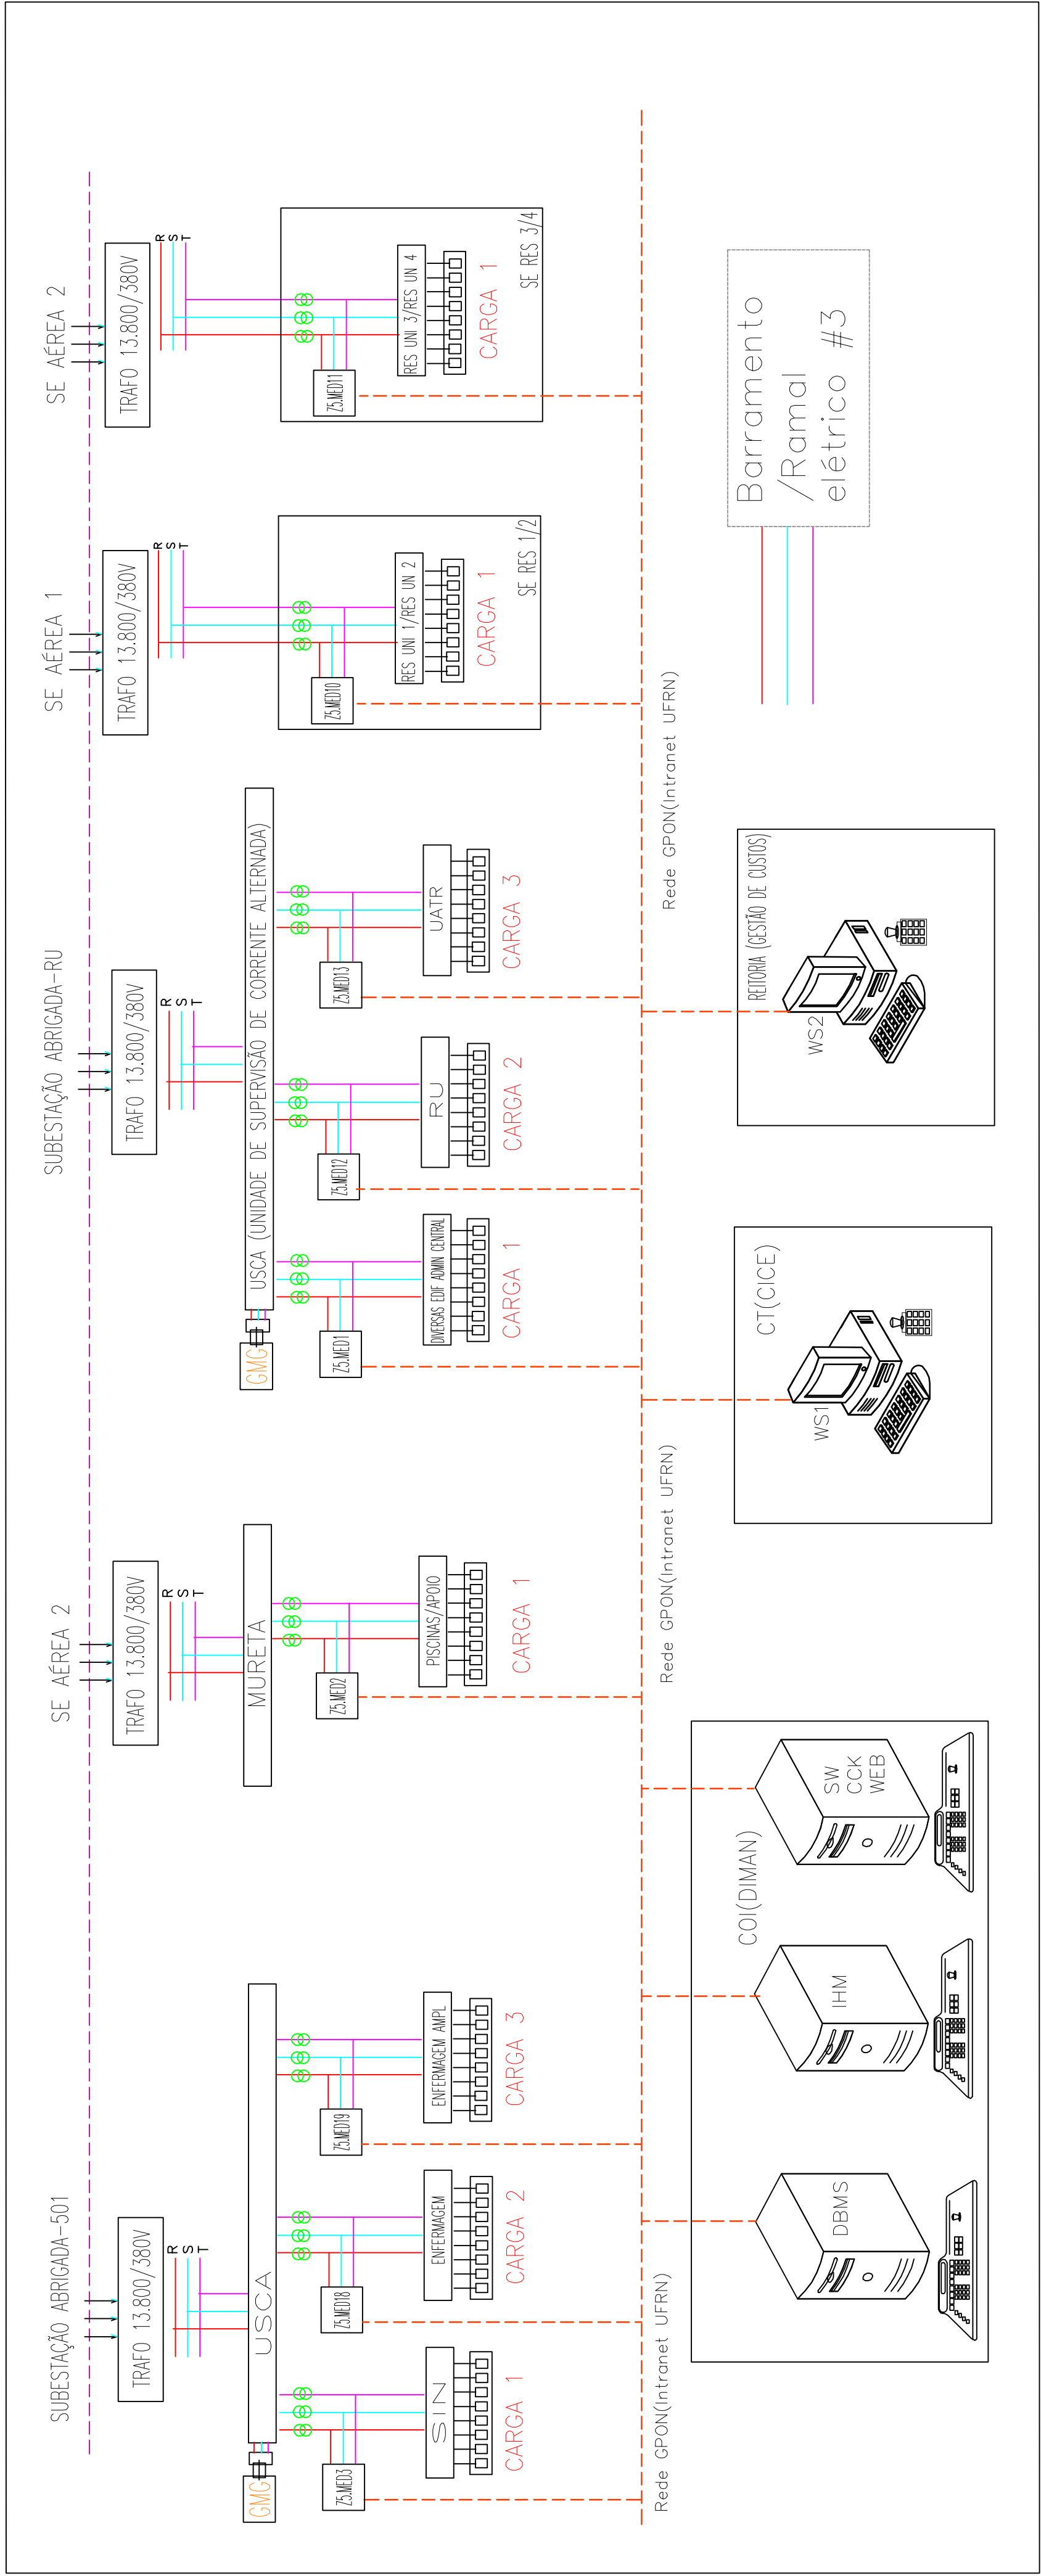 SUBESTAÇÃO ABRIGADA-501
TRAFO 13.800/380V
R
S
T
GMG
USCA
Z5.MED3
SIN
CARGA 1
Z5.MED18
ENFERMAGEM
CARGA 2
Z5.MED19
ENFERMAGEM AMPL
CARGA 3
SE AÉREA 2
TRAFO 13.800/380V
R
S
T
MURETA
Z5.MED2
PISCINAS/APOIO
CARGA 1
SUBESTAÇÃO ABRIGADA-RU
TRAFO 13.800/380V
R
S
T
GMG
USCA (UNIDADE DE SUPERVISÃO DE CORRENTE ALTERNADA)
Z5.MED1
DIVERSAS EDIF ADMIN CENTRAL
CARGA 1
Z5.MED12
RU
CARGA 2
Z5.MED13
UATR
CARGA 3
SE AÉREA 1
TRAFO 13.800/380V
R
S
T
Z5.MED10
RES UNI 1/RES UN 2
CARGA 1
SE RES 1/2
SE AÉREA 2
TRAFO 13.800/380V
R
S
T
Z5.MED11
RES UNI 3/RES UN 4
CARGA 1
SE RES 3/4
Rede GPON(Intranet UFRN)
Rede GPON(Intranet UFRN)
Rede GPON(Intranet UFRN)
COI(DIMAN)
DBMS
IHM
SW
CCK
WEB
CT(CICE)
WS1
REITORIA (GESTÃO DE CUSTOS)
WS2
Barramento
/Ramal
elétrico #3